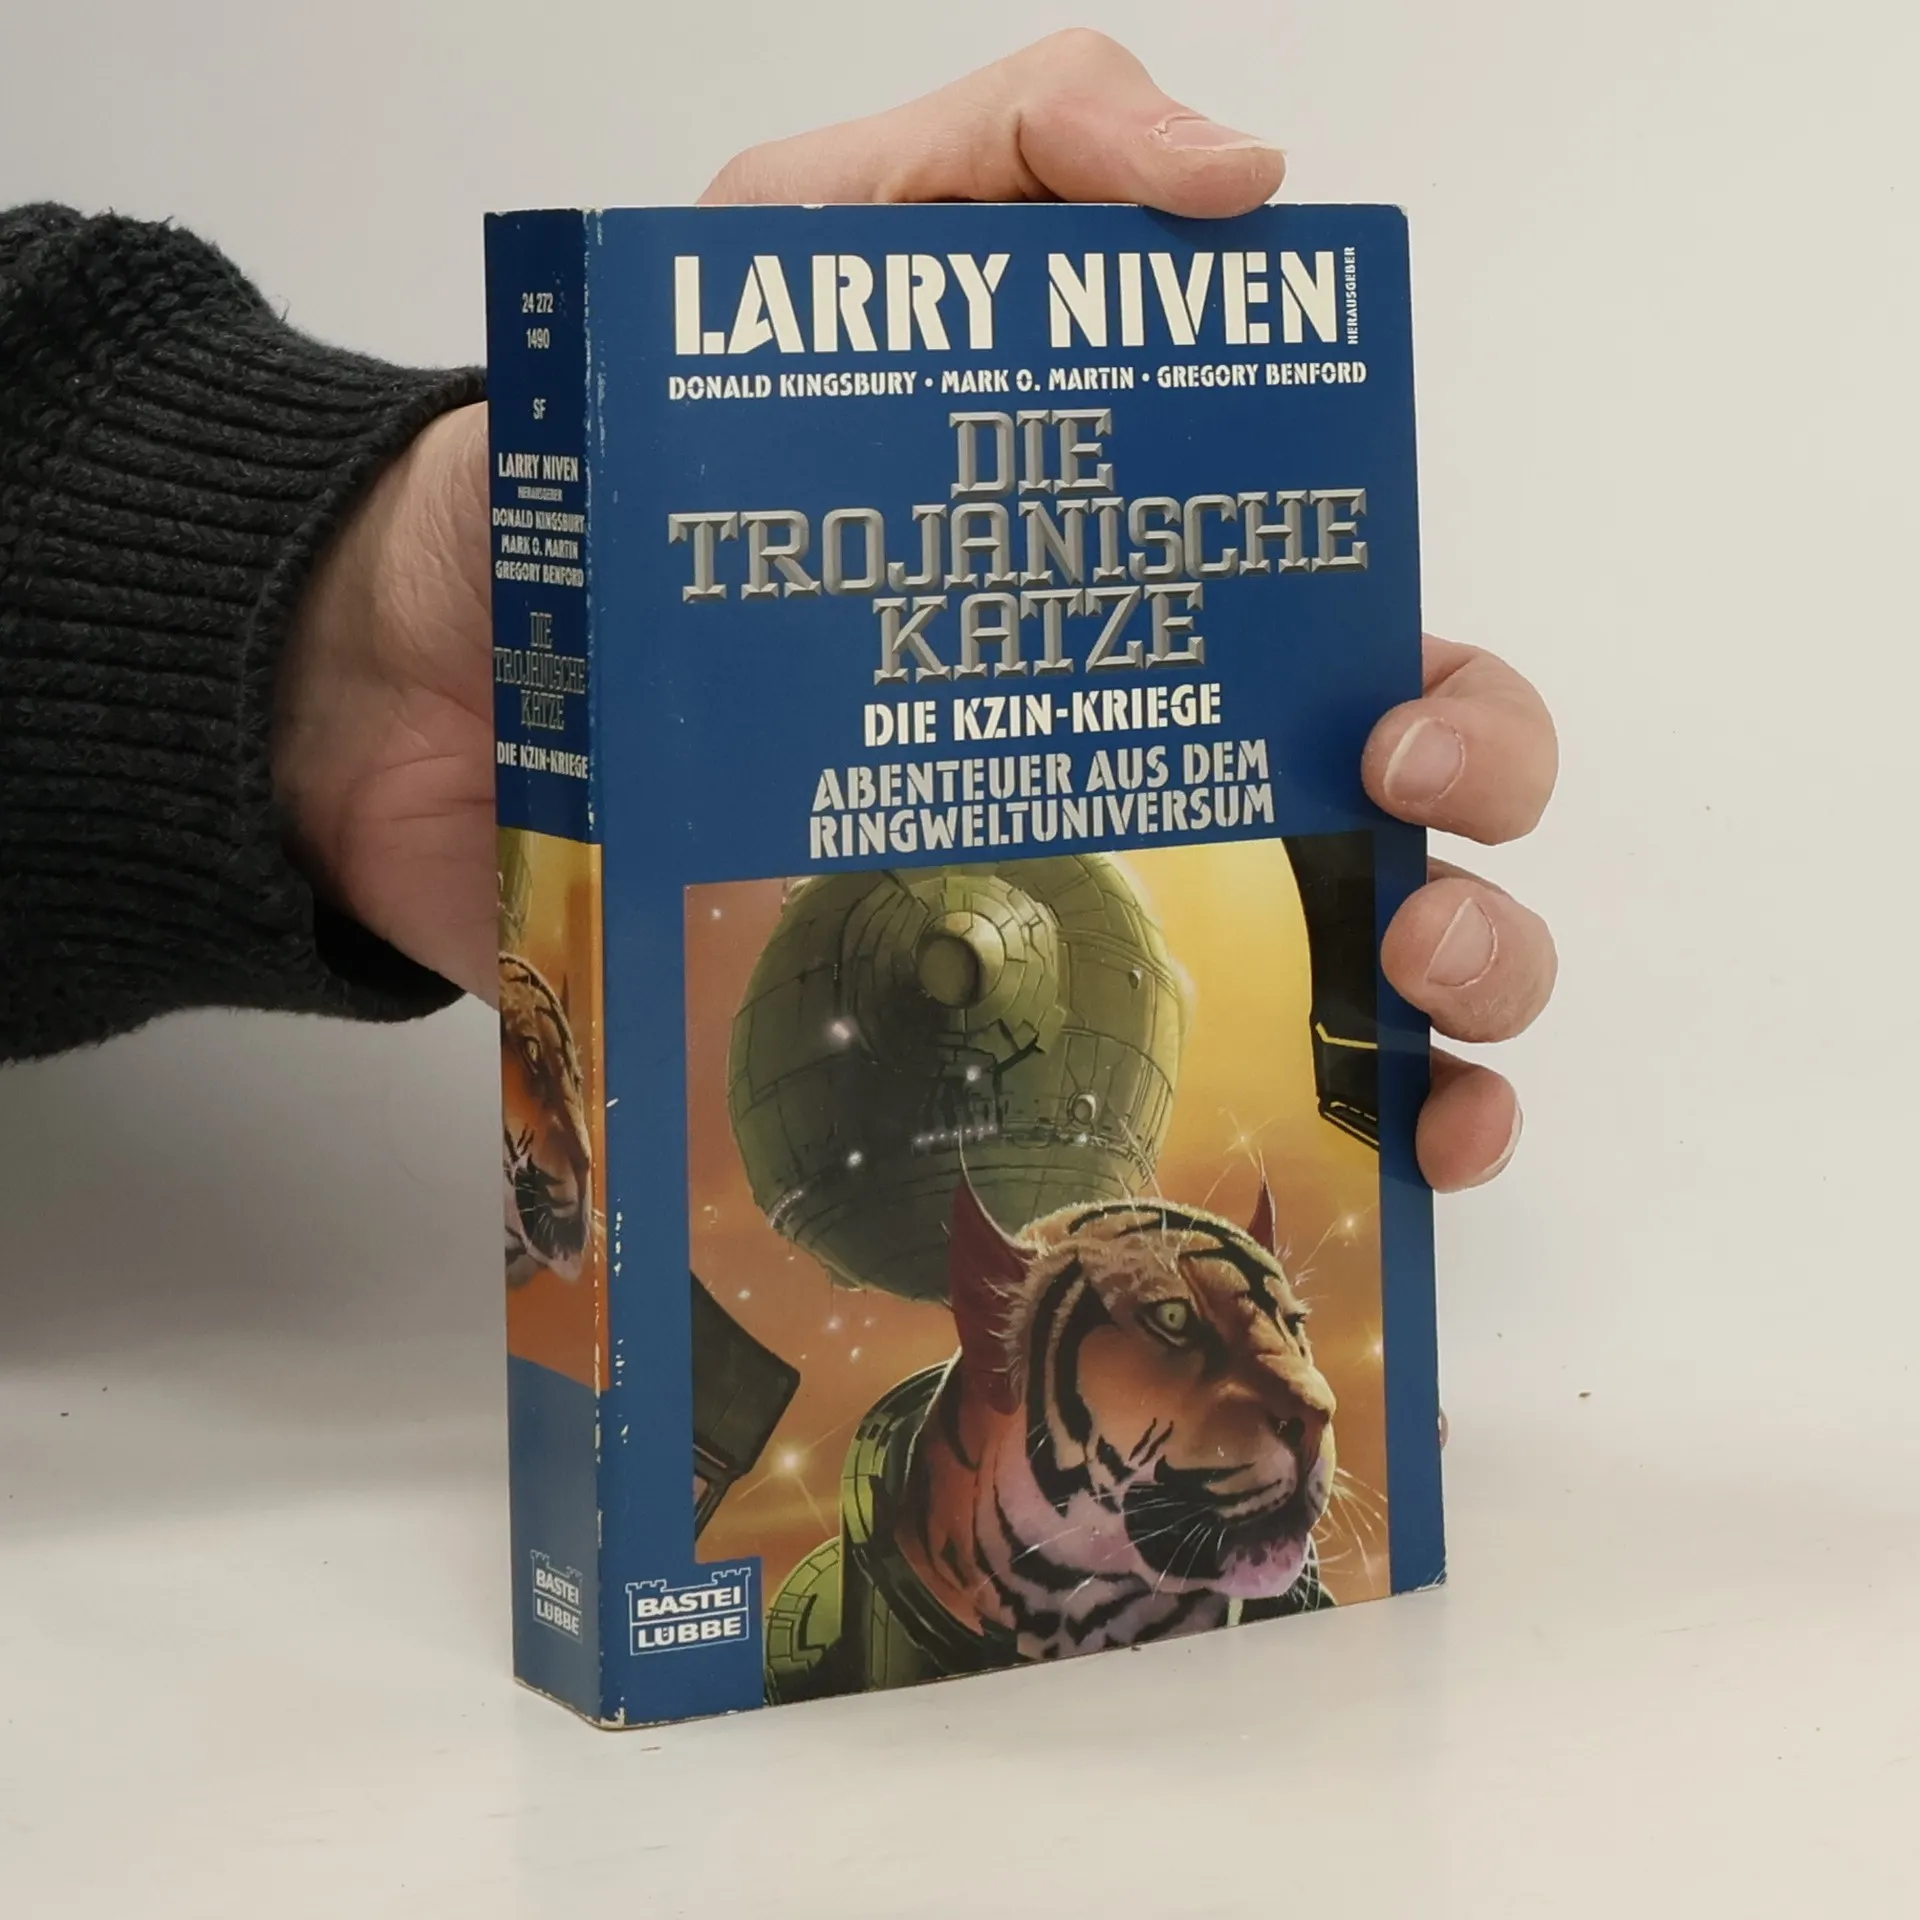 24 272
1490
SF
LARRY NIVEN
HERAUSGEBER
DONALD KINGSBURY
MARK O. MARTIN
GREGORY BENFORD
DIE
TROJANISCHE
KATZE
DIE KZIN-KRIEGE
BASTEI
LÜBBE
LARRY NIVEN
HERAUSGEBER
DONALD KINGSBURY • MARK O. MARTIN • GREGORY BENFORD
DIE
TROJANISCHE
KATZE
DIE KZIN-KRIEGE
ABENTEUER AUS DEM
RINGWELTUNIVERSUM
BASTEI
LÜBBE